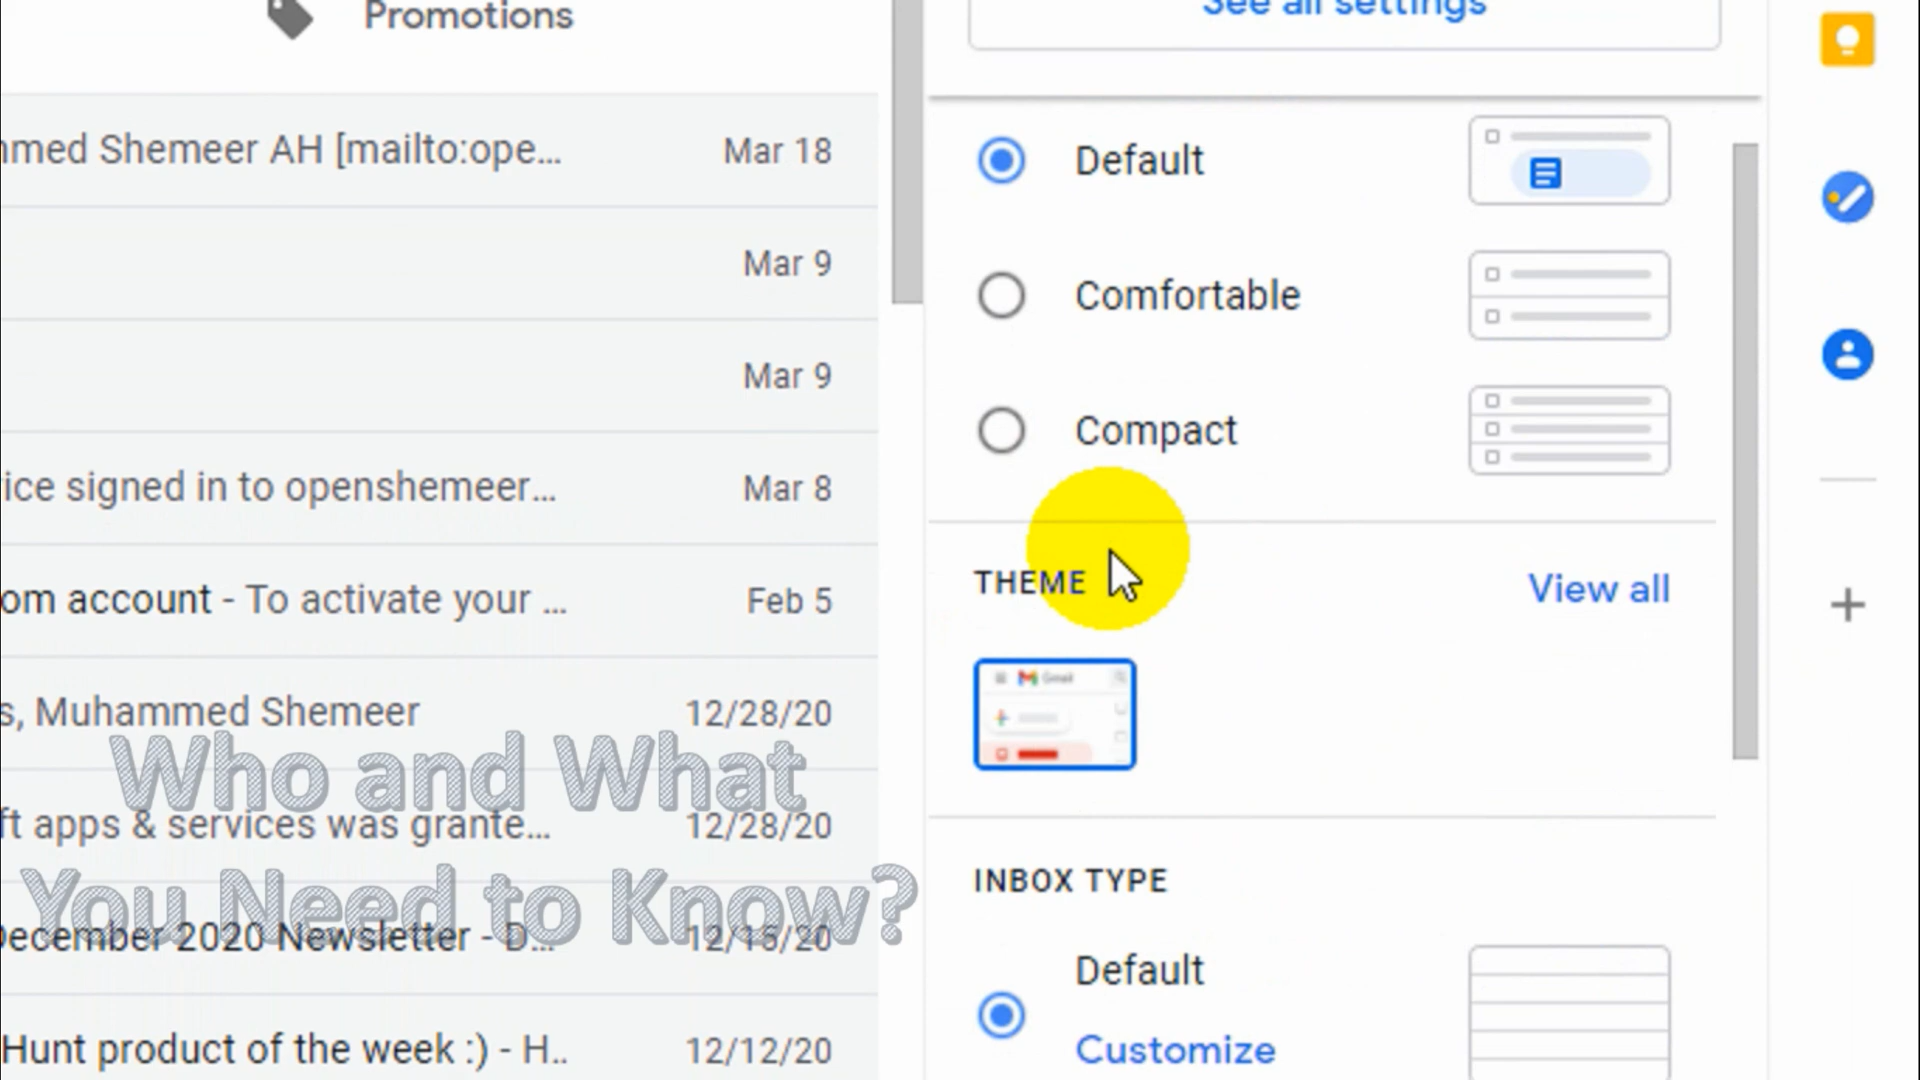 Promotions
mmed Shemeer AH [mailto:ope... Mar 18
Mar 9
Mar 9
ice signed in to openshemeer... Mar 8
om account - To activate your ... Feb 5
s, Muhammed Shemeer 12/28/20
ft apps & services was grante... 12/28/20
December 2020 Newsletter - D... 12/15/20
Hunt product of the week :) - H.. 12/12/20
Who and What
You Need to Know?
See all settings
Default
Comfortable
Compact
THEME
View all
Gmail
INBOX TYPE
Default
Customize